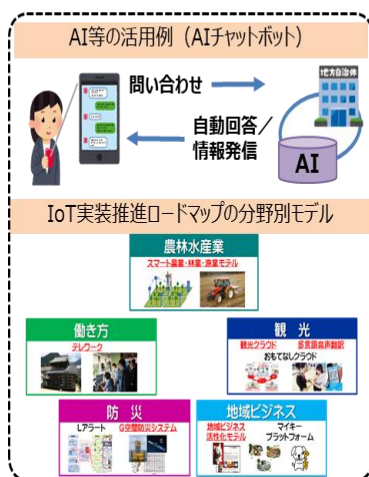 AI等の活用例（AIチャットボット）
問い合わせ
地方自治体
自動回答／
情報発信
AI
IoT実装推進ロードマップの分野別モデル
農林水産業
スマート農業・林業・漁業モデル
働き方
テレワーク
観光
観光クラウド 多言語音声翻訳
おもてなしクラウド
防災
Lアラート G空間防災システム
地域ビジネス
地域ビジネス
活性化モデル
マイキー
プラットフォーム